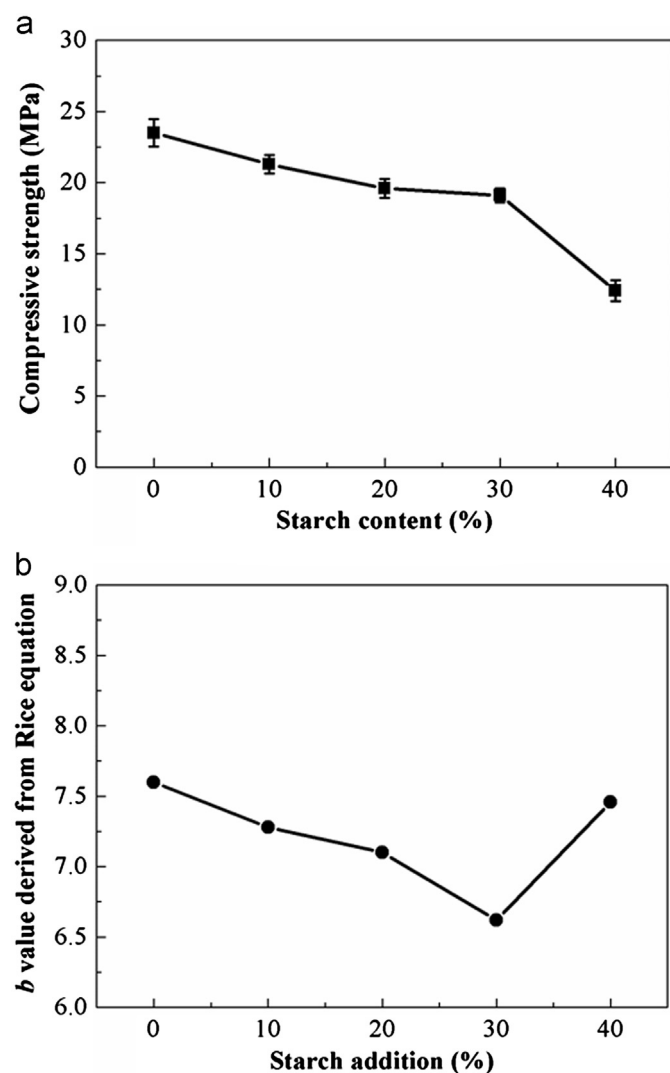 a
30
25
20
15
10
5
0
Compressive strength (MPa)
0 10 20 30 40
Starch content (%)
b
9.0
8.5
8.0
7.5
7.0
6.5
6.0
b value derived from Rice equation
0 10 20 30 40
Starch addition (%)